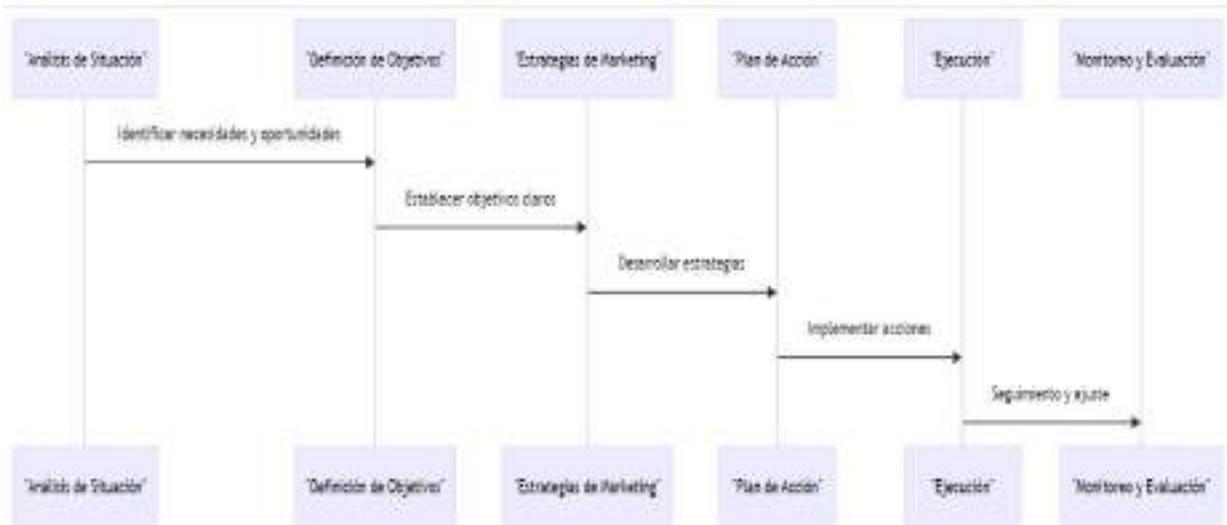 "Análisis de Situación"
"Definición de Objetivos"
"Estrategias de Marketing"
"Plan de Acción"
"Ejecución"
"Monitoreo y Evaluación"
Identificar necesidades y oportunidades
Establecer objetivos claros
Desarrollar estrategias
Implementar acciones
Seguimiento y ajuste
"Análisis de Situación"
"Definición de Objetivos"
"Estrategias de Marketing"
"Plan de Acción"
"Ejecución"
"Monitoreo y Evaluación"